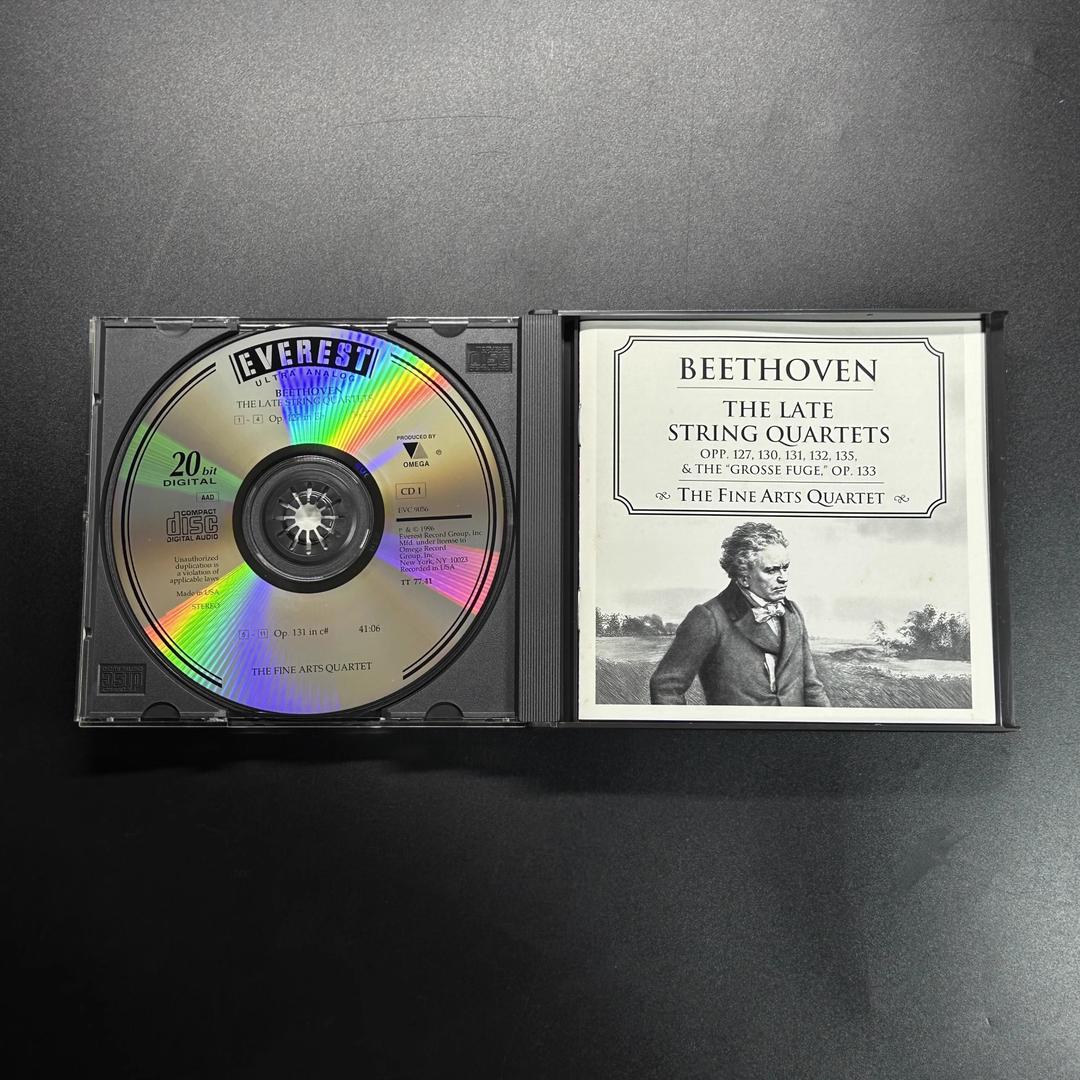 EVEREST
ULTRA ANALOG
BEETHOVEN
THE LATE STRING QUARTETS
1 - 4 Op. 127 in
20 bit
DIGITAL
AAD
COMPACT
disc
DIGITAL AUDIO
Unauthorized
duplication is
a violation of
applicable laws
Made in USA
STEREO
PRODUCED BY
OMEGA ®
CD 1
EVC 9056
℗ & © 1996
Everest Record Group, Inc
Mfd. under license to
Omega Record
Group, Inc
New York, NY 10023
Recorded in USA
TT 77:41
5 - 11 Op. 131 in c# 41:06
THE FINE ARTS QUARTET
BEETHOVEN
THE LATE
STRING QUARTETS
OPP. 127, 130, 131, 132, 135,
& THE "GROSSE FUGE," OP. 133
THE FINE ARTS QUARTET